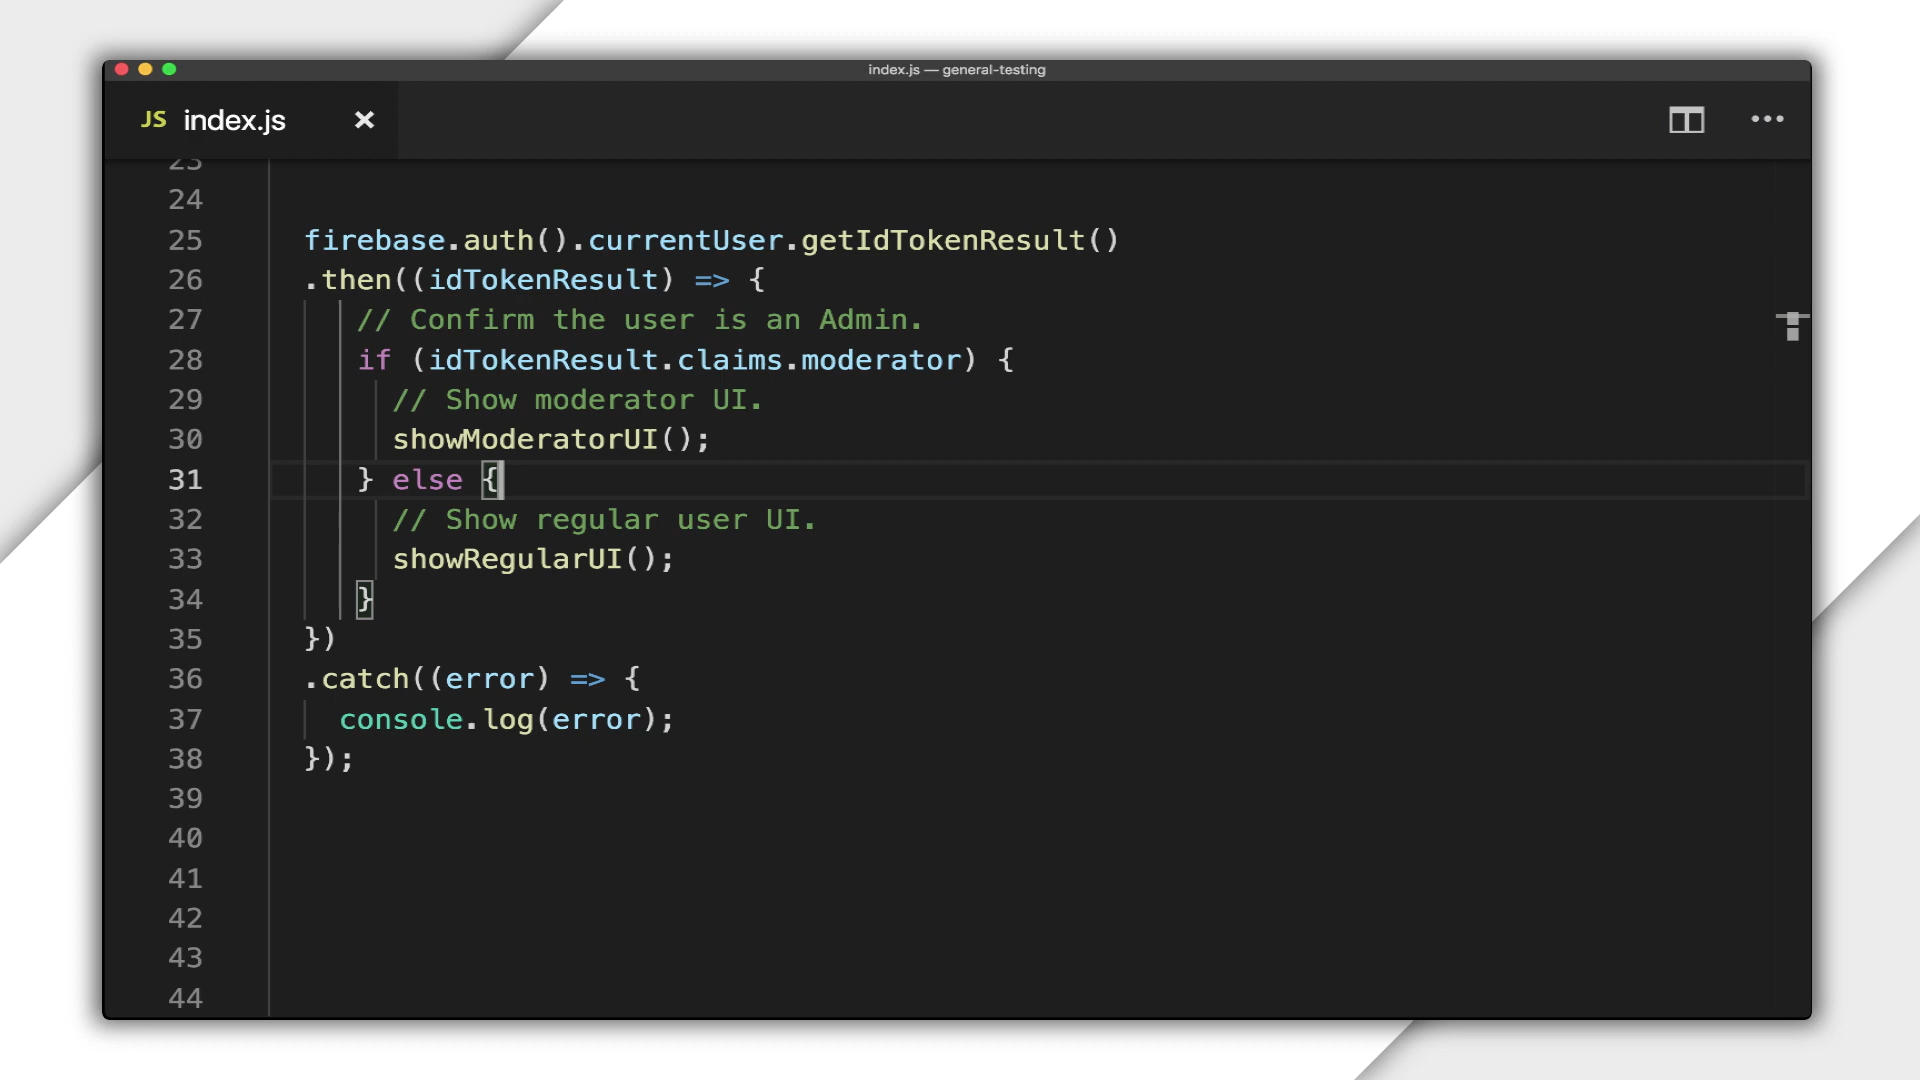 index.js — general-testing
JS index.js
23
24
25 firebase.auth().currentUser.getIdTokenResult()
26 .then((idTokenResult) => {
27 // Confirm the user is an Admin.
28 if (idTokenResult.claims.moderator) {
29 // Show moderator UI.
30 showModeratorUI();
31 } else {
32 // Show regular user UI.
33 showRegularUI();
34 }
35 })
36 .catch((error) => {
37 console.log(error);
38 });
39
40
41
42
43
44